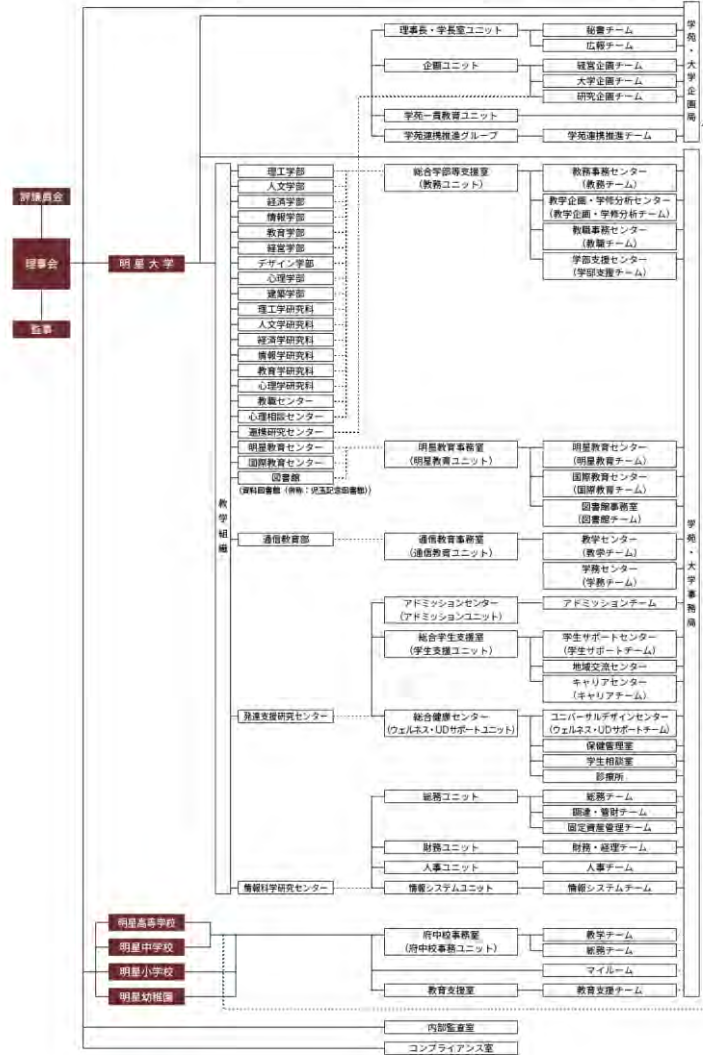 理事長・学長室ユニット
秘書チーム
広報チーム
企画ユニット
経営企画チーム
大学企画チーム
研究企画チーム
学苑一貫教育ユニット
学苑連携推進グループ
学苑連携推進チーム
学苑・大学企画局
評議員会
理事会
監事
明星大学
教学組織
理工学部
人文学部
経済学部
情報学部
教育学部
経営学部
デザイン学部
心理学部
建築学部
理工学研究科
人文学研究科
経済学研究科
情報学研究科
教育学研究科
心理学研究科
教職センター
心理相談センター
連携研究センター
明星教育センター
国際教育センター
図書館
(資料図書館（併称：児玉記念図書館）)
通信教育部
発達支援研究センター
情報科学研究センター
総合学部等支援室
（教務ユニット）
教務事務センター
（教務チーム）
教学企画・学修分析センター
（教学企画・学修分析チーム）
教職事務センター
（教職チーム）
学部支援センター
（学部支援チーム）
明星教育事務室
（明星教育ユニット）
明星教育センター
（明星教育チーム）
国際教育センター
（国際教育チーム）
図書館事務室
（図書館チーム）
通信教育事務室
（通信教育ユニット）
教学センター
（教学チーム）
学務センター
（学務チーム）
アドミッションセンター
（アドミッションユニット）
アドミッションチーム
総合学生支援室
（学生支援ユニット）
学生サポートセンター
（学生サポートチーム）
地域交流センター
キャリアセンター
（キャリアチーム）
総合健康センター
（ウェルネス・UDサポートユニット）
ユニバーサルデザインセンター
（ウェルネス・UDサポートチーム）
保健管理室
学生相談室
診療所
総務ユニット
総務チーム
調達・管財チーム
固定資産管理チーム
財務ユニット
財務・経理チーム
人事ユニット
人事チーム
情報システムユニット
情報システムチーム
学苑・大学事務局
明星高等学校
明星中学校
明星小学校
明星幼稚園
府中校事務室
（府中校事務ユニット）
教学チーム
総務チーム
マイルーム
教育支援室
教育支援チーム
内部監査室
コンプライアンス室